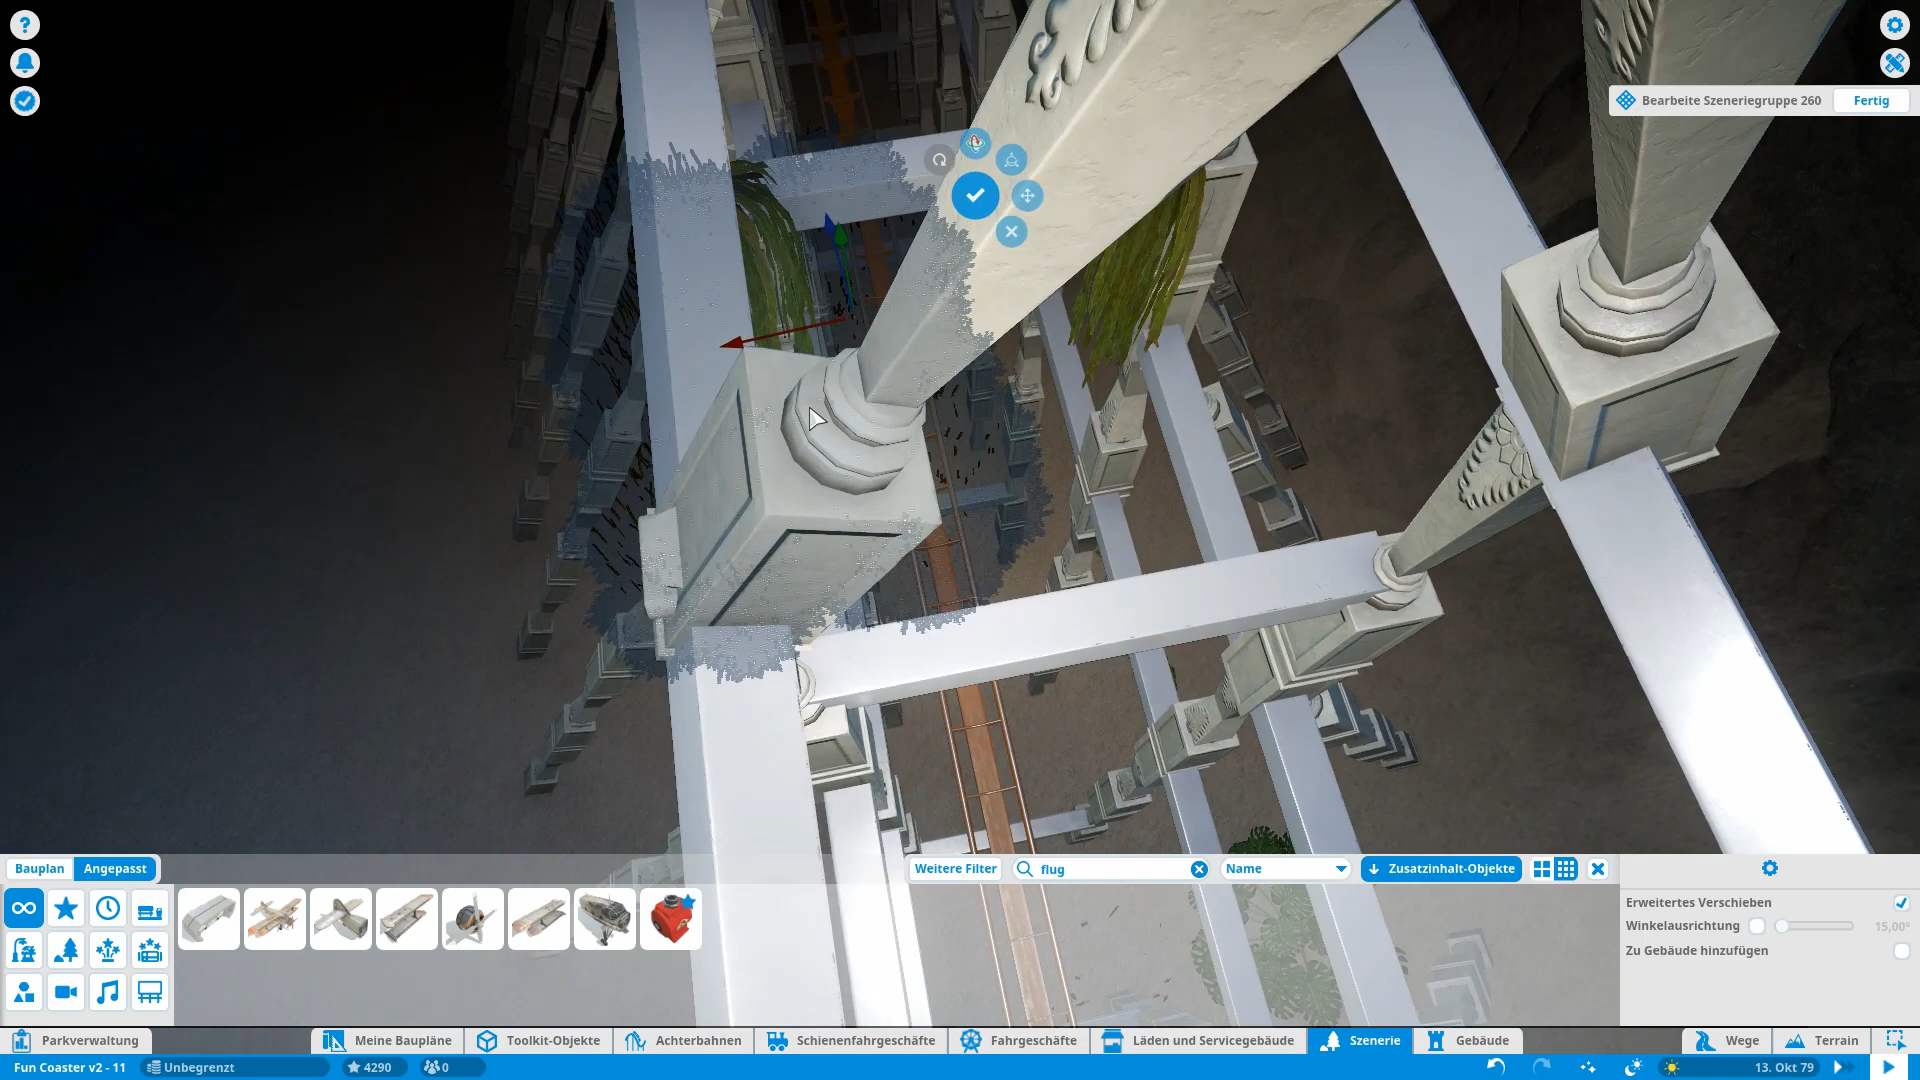 Bearbeite Szeneriegruppe 260
Fertig
Bauplan
Angepasst
Weitere Filter
flug
Name
Zusatzinhalt-Objekte
Erweitertes Verschieben
Winkelausrichtung
15,00°
Zu Gebäude hinzufügen
Parkverwaltung
Meine Baupläne
Toolkit-Objekte
Achterbahnen
Schienenfahrgeschäfte
Fahrgeschäfte
Läden und Servicegebäude
Szenerie
Gebäude
Wege
Terrain
Fun Coaster v2 - 11
Unbegrenzt
4290
0
13. Okt 79